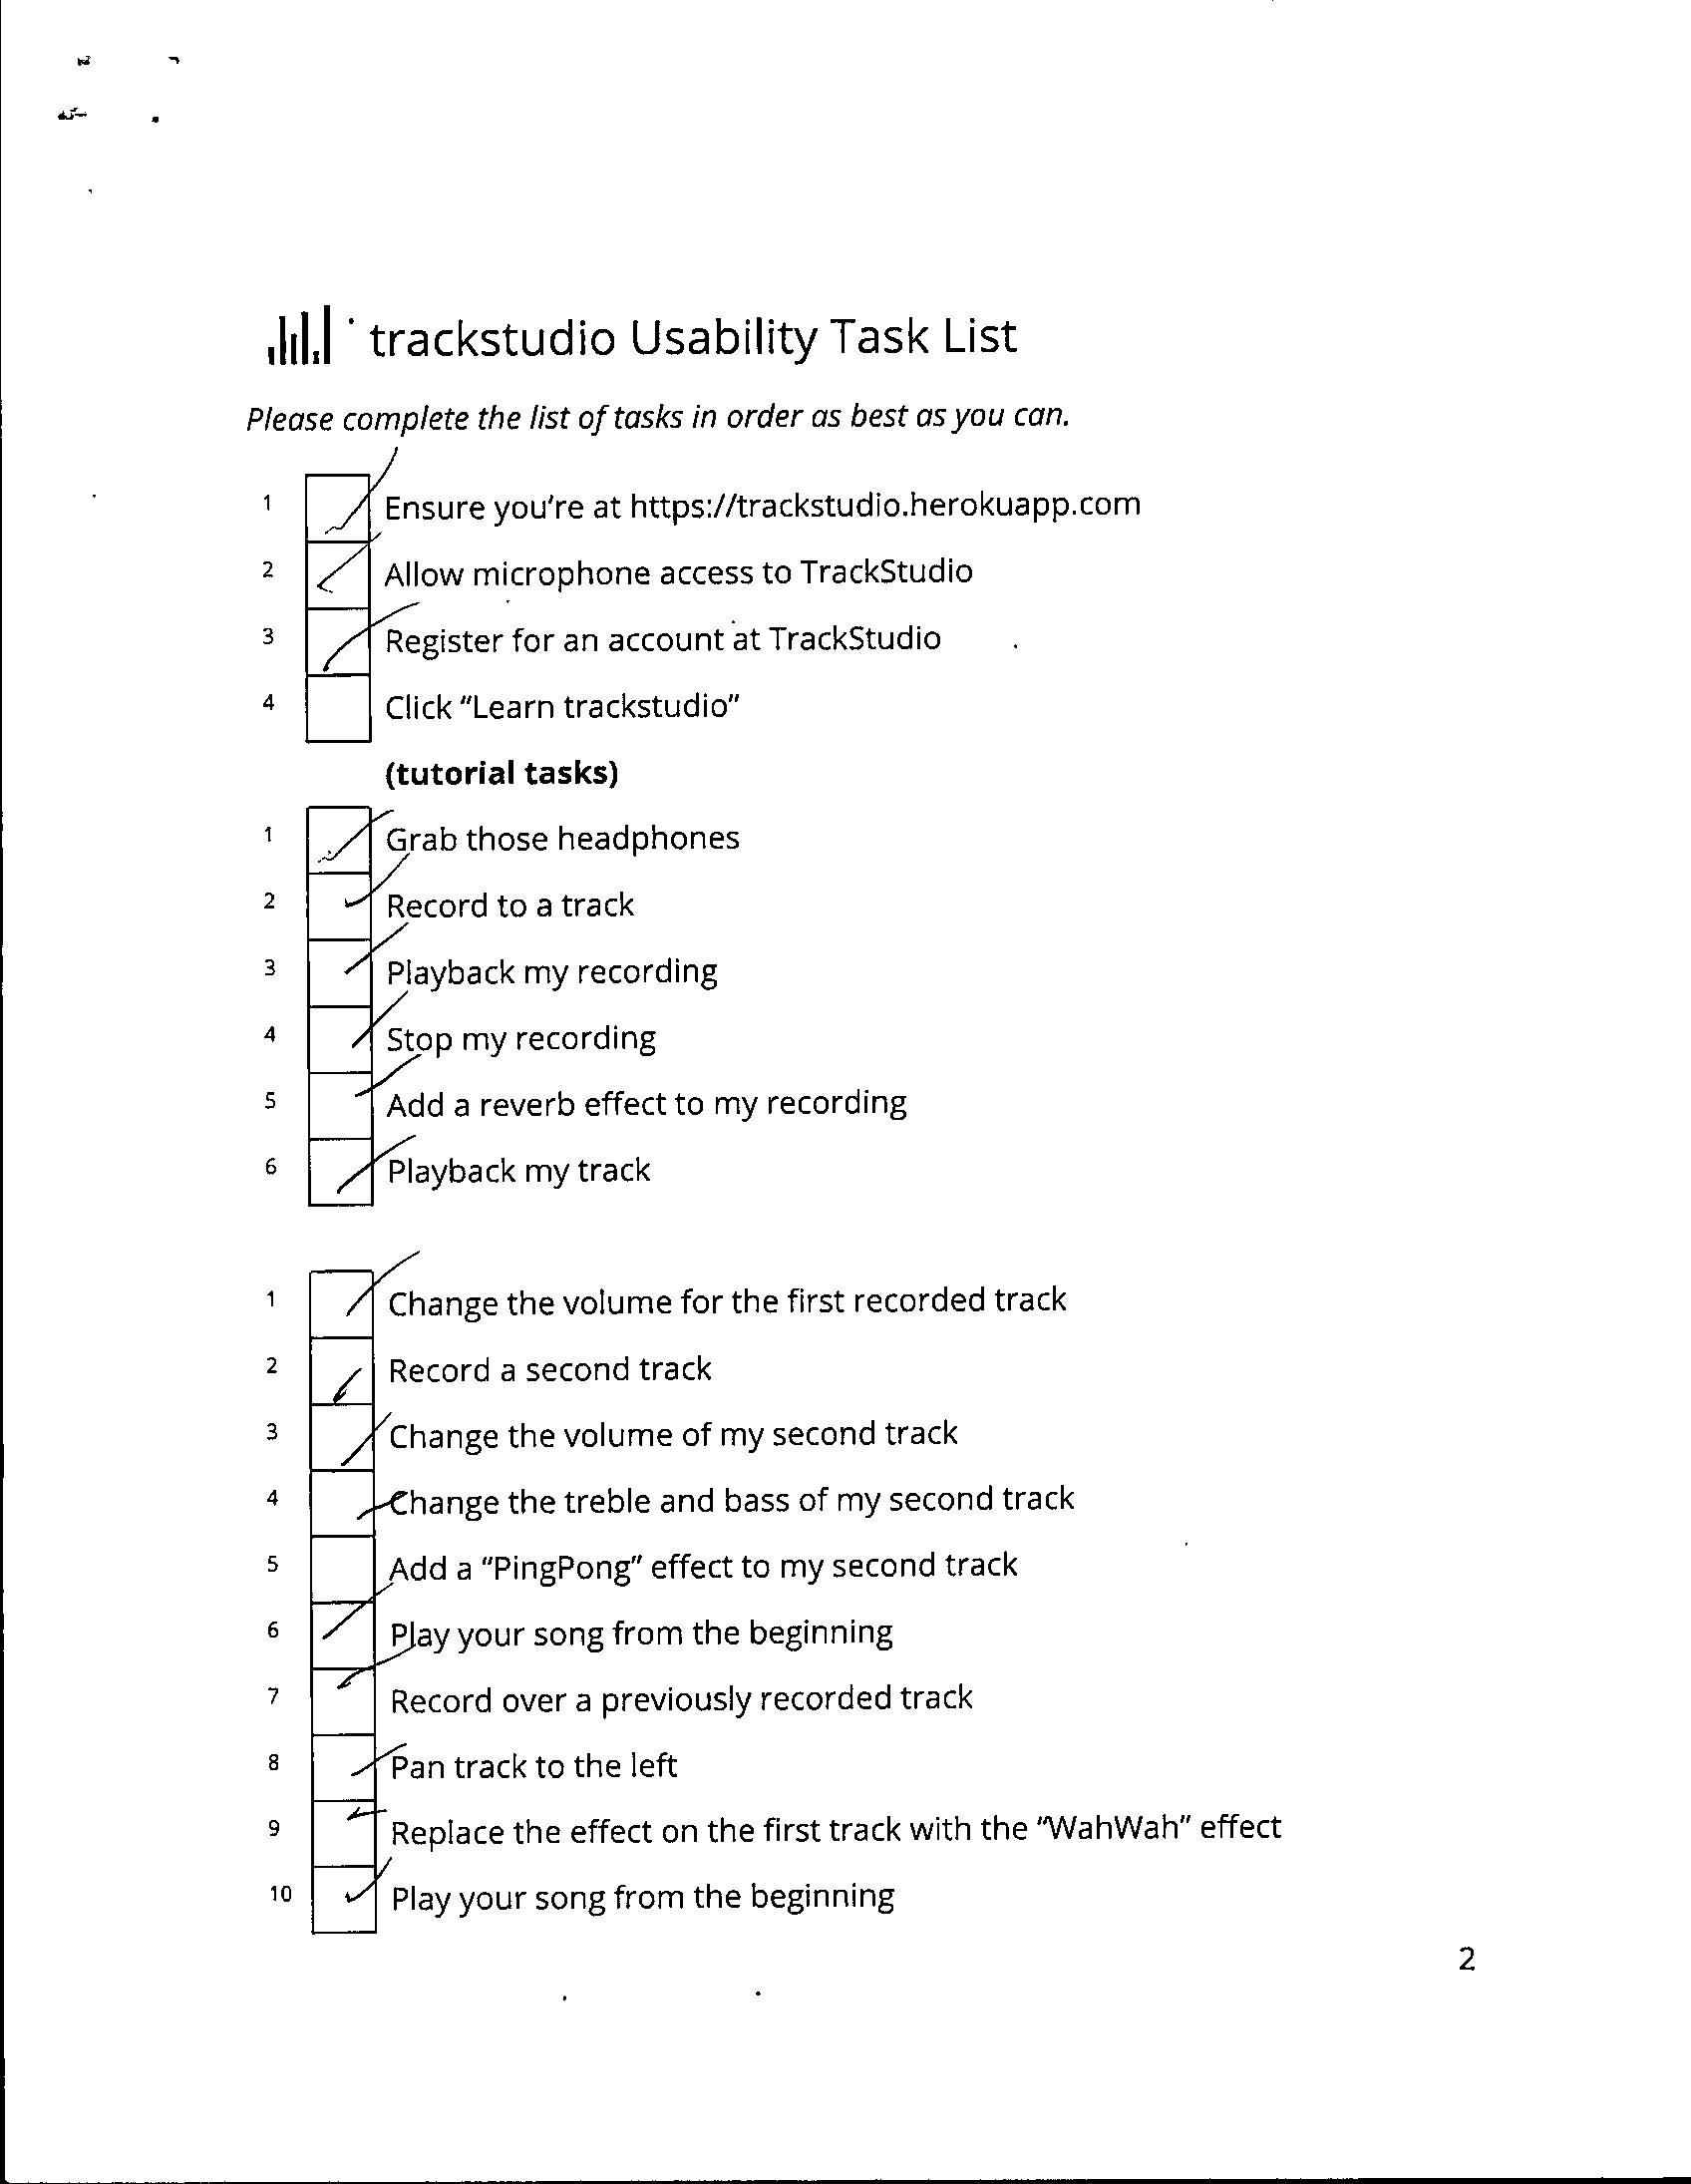 trackstudio Usability Task List
Please complete the list of tasks in order as best as you can.
1 Ensure you're at https://trackstudio.herokuapp.com
2 Allow microphone access to TrackStudio
3 Register for an account at TrackStudio
4 Click “Learn trackstudio”
(tutorial tasks)
1 Grab those headphones
2 Record to a track
3 Playback my recording
4 Stop my recording
5 Add a reverb effect to my recording
6 Playback my track
1 Change the volume for the first recorded track
2 Record a second track
3 Change the volume of my second track
4 Change the treble and bass of my second track
5 Add a “PingPong” effect to my second track
6 Play your song from the beginning
7 Record over a previously recorded track
8 Pan track to the left
9 Replace the effect on the first track with the “WahWah” effect
10 Play your song from the beginning
2